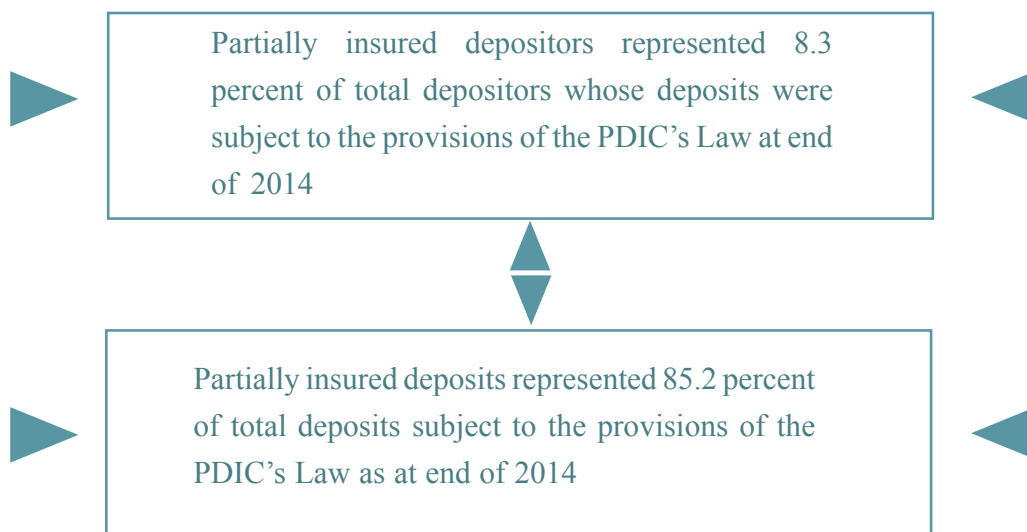 Partially insured depositors represented 8.3
percent of total depositors whose deposits were
subject to the provisions of the PDIC’s Law at end
of 2014
Partially insured deposits represented 85.2 percent
of total deposits subject to the provisions of the
PDIC’s Law as at end of 2014